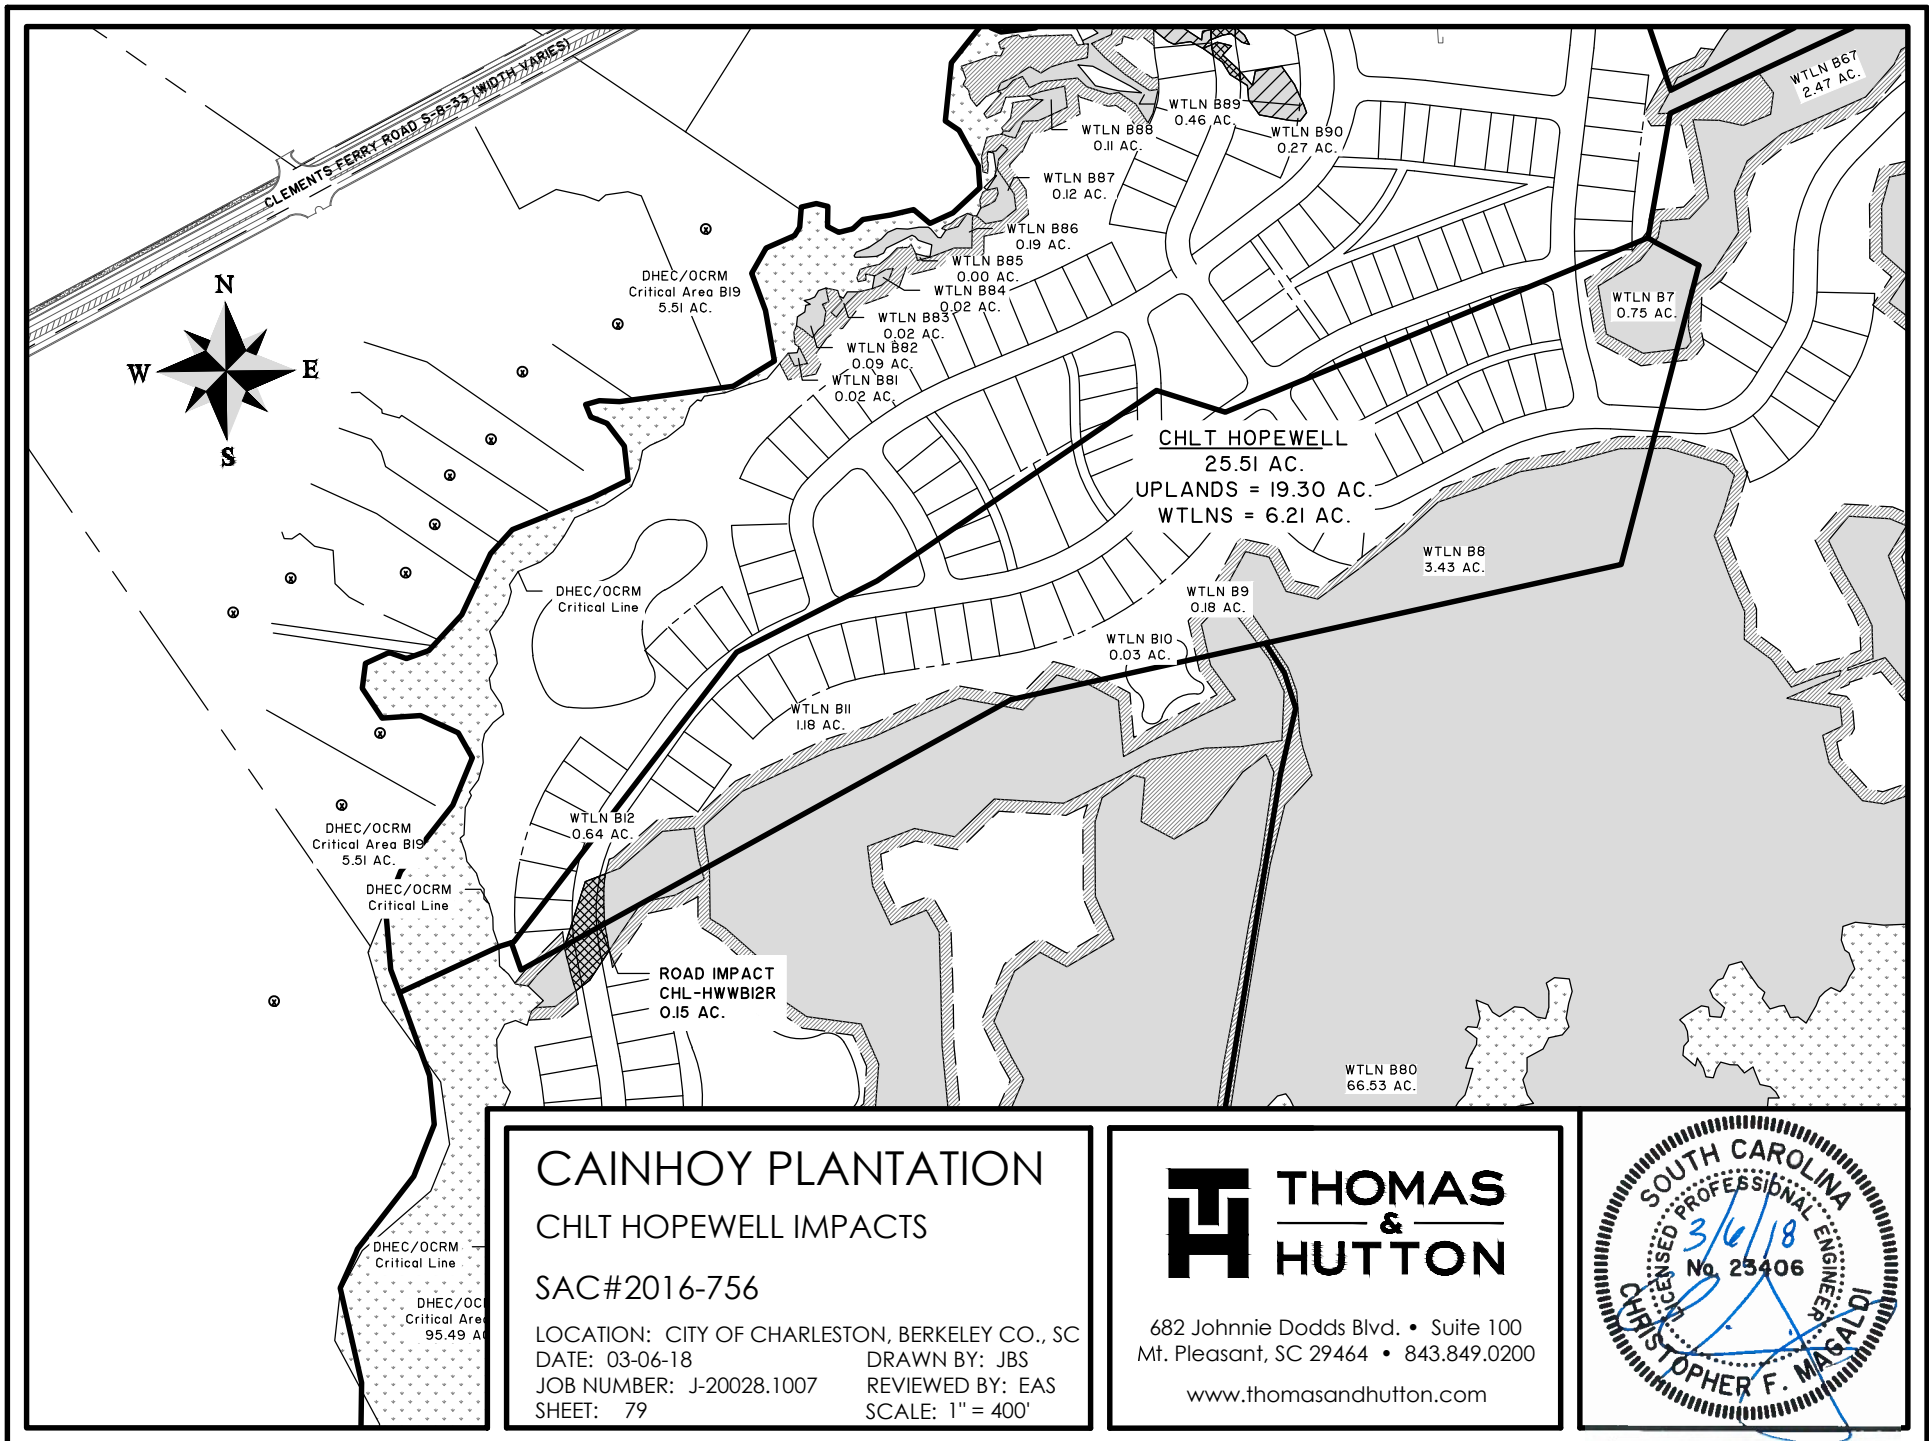 CLEMENTS FERRY ROAD S-8-33 (WIDTH VARIES)
WTLN B67
2.47 AC.
WTLN B89
0.46 AC.
WTLN B90
0.27 AC.
WTLN B88
0.11 AC.
WTLN B87
0.12 AC.
WTLN B86
0.19 AC.
WTLN B85
0.00 AC.
WTLN B84
0.02 AC.
WTLN B83
0.02 AC.
WTLN B82
0.09 AC.
WTLN B81
0.02 AC.
DHEC/OCRM
Critical Area B19
5.51 AC.
N
W
E
S
WTLN B7
0.75 AC.
CHLT HOPEWELL
25.51 AC.
UPLANDS = 19.30 AC.
WTLNS = 6.21 AC.
WTLN B8
3.43 AC.
DHEC/OCRM
Critical Line
WTLN B9
0.18 AC.
WTLN B10
0.03 AC.
WTLN B11
1.18 AC.
WTLN B12
0.64 AC.
DHEC/OCRM
Critical Area B19
5.51 AC.
DHEC/OCRM
Critical Line
ROAD IMPACT
CHL-HWWB12R
0.15 AC.
WTLN B80
66.53 AC.
DHEC/OCRM
Critical Line
DHEC/OC
Critical Area
95.49 A
CAINHOY PLANTATION
CHLT HOPEWELL IMPACTS
SAC#2016-756
LOCATION: CITY OF CHARLESTON, BERKELEY CO., SC
DATE: 03-06-18
DRAWN BY: JBS
JOB NUMBER: J-20028.1007
REVIEWED BY: EAS
SHEET: 79
SCALE: 1" = 400'
TH
THOMAS
&
HUTTON
682 Johnnie Dodds Blvd. • Suite 100
Mt. Pleasant, SC 29464 • 843.849.0200
www.thomasandhutton.com
SOUTH CAROLINA
LICENSED PROFESSIONAL ENGINEER
3/6/18
No. 23406
CHRISTOPHER F. MAGALDI